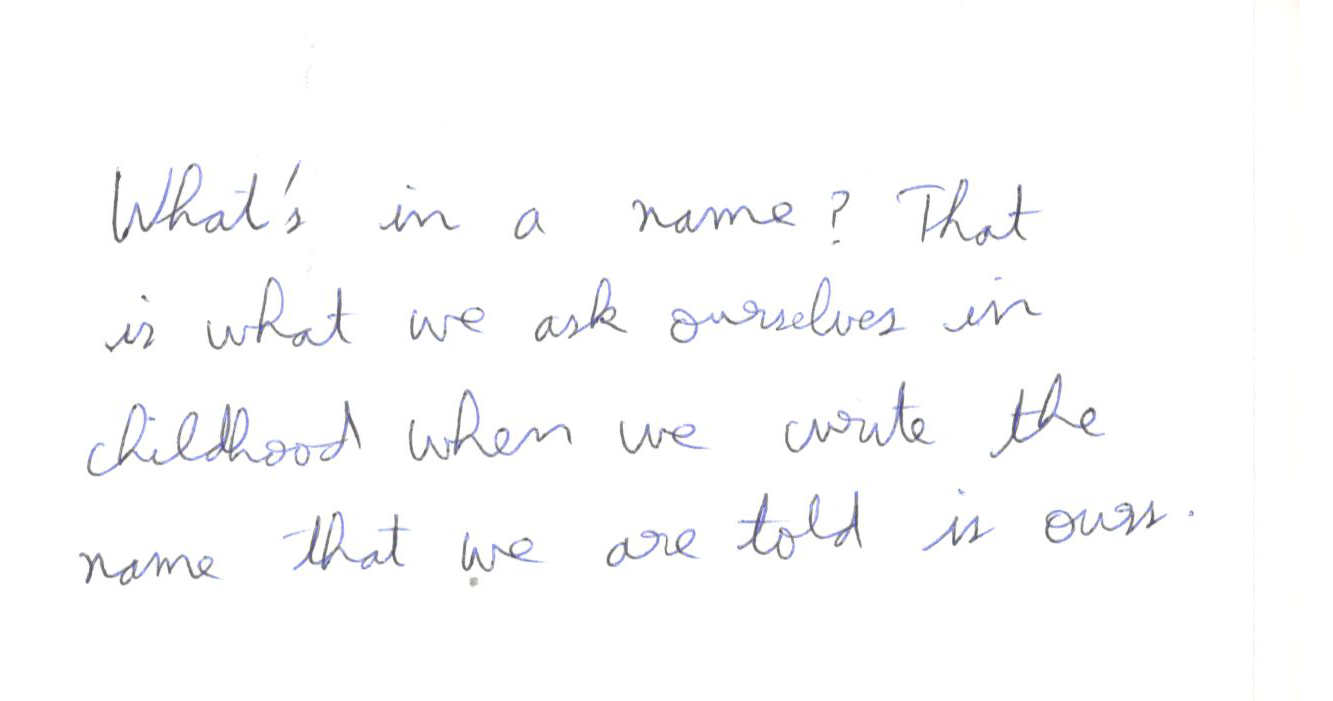 What's in a name? That
is what we ask ourselves in
childhood when we write the
name that we are told is ours.